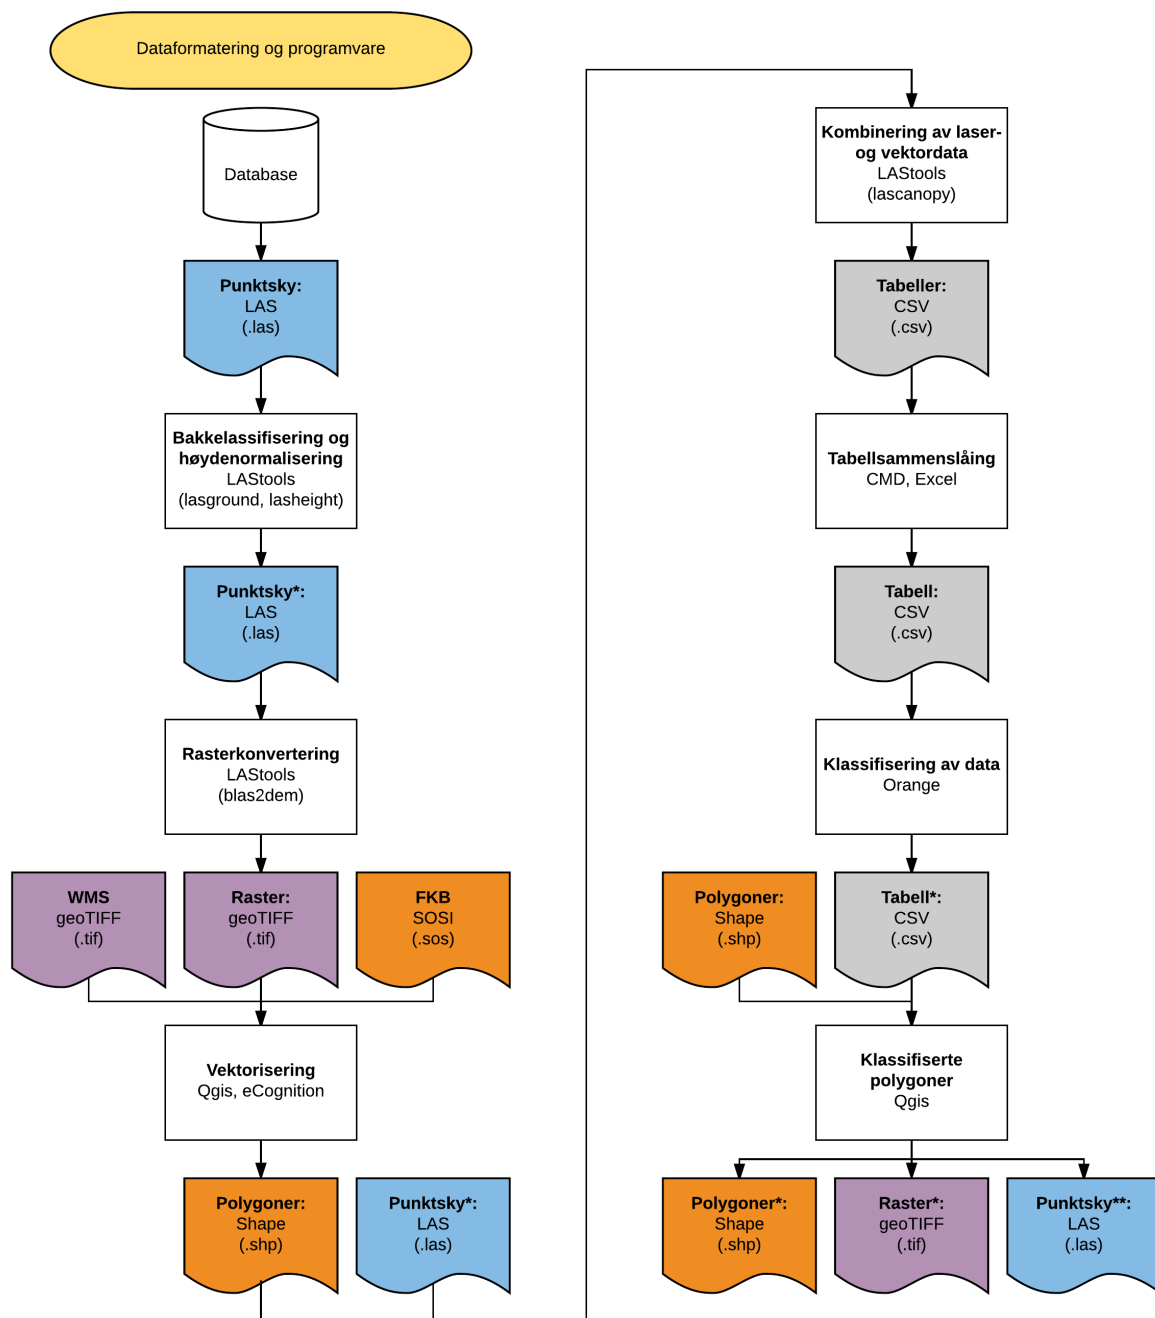 Dataformatering og programvare
Database
Punktsky:
LAS
(.las)
Bakkelassifisering og
høydenormalisering
LAStools
(lasground, lasheight)
Punktsky*:
LAS
(.las)
Rasterkonvertering
LAStools
(blas2dem)
WMS
geoTIFF
(.tif)
Raster:
geoTIFF
(.tif)
FKB
SOSI
(.sos)
Vektorisering
Qgis, eCognition
Polygoner:
Shape
(.shp)
Punktsky*:
LAS
(.las)
Kombinering av laser-
og vektordata
LAStools
(lascanopy)
Tabeller:
CSV
(.csv)
Tabellsammenslåing
CMD, Excel
Tabell:
CSV
(.csv)
Klassifisering av data
Orange
Polygoner:
Shape
(.shp)
Tabell*:
CSV
(.csv)
Klassifiserte
polygoner
Qgis
Polygoner*:
Shape
(.shp)
Raster*:
geoTIFF
(.tif)
Punktsky**:
LAS
(.las)